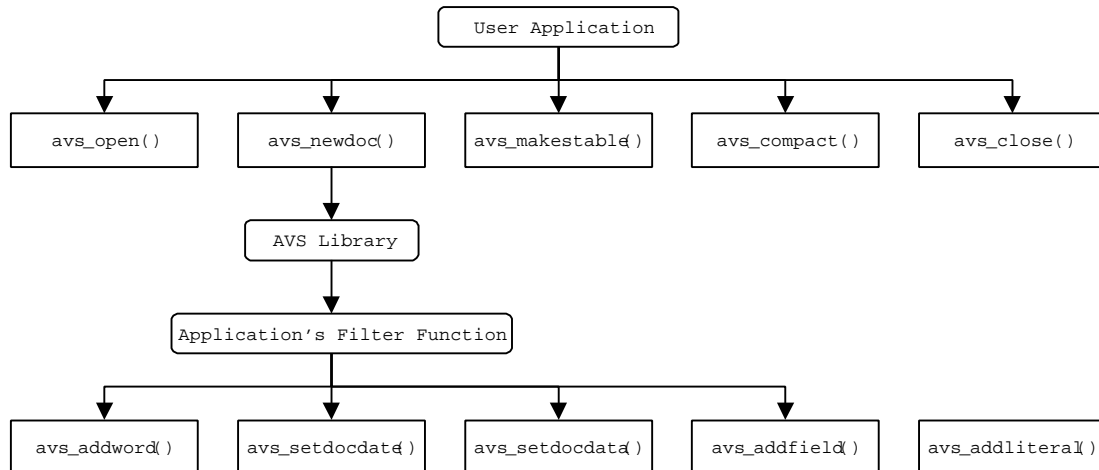 User Application
avs_open()
avs_newdoc()
avs_makestable()
avs_compact()
avs_close()
AVS Library
Application's Filter Function
avs_addword()
avs_setdocdate()
avs_setdocdata()
avs_addfield()
avs_addliteral()